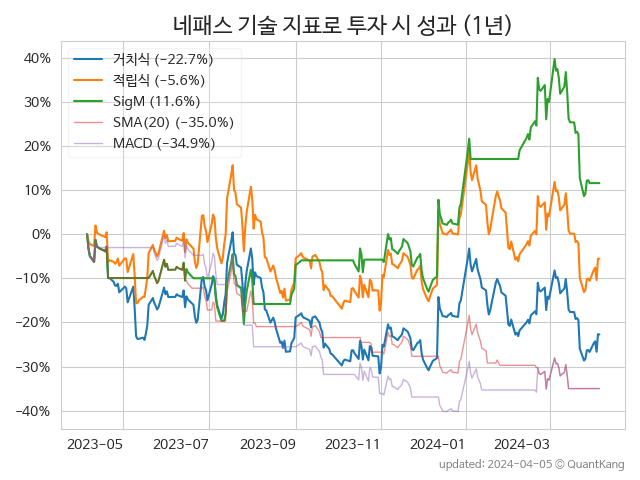 네패스 기술 지표로 투자 시 성과 (1년)
거치식 (−22.7%)
적립식 (−5.6%)
SigM (11.6%)
SMA(20) (−35.0%)
MACD (−34.9%)
40%
30%
20%
10%
0%
−10%
−20%
−30%
−40%
2023-05 2023-07 2023-09 2023-11 2024-01 2024-03
updated: 2024-04-05 © QuantKang